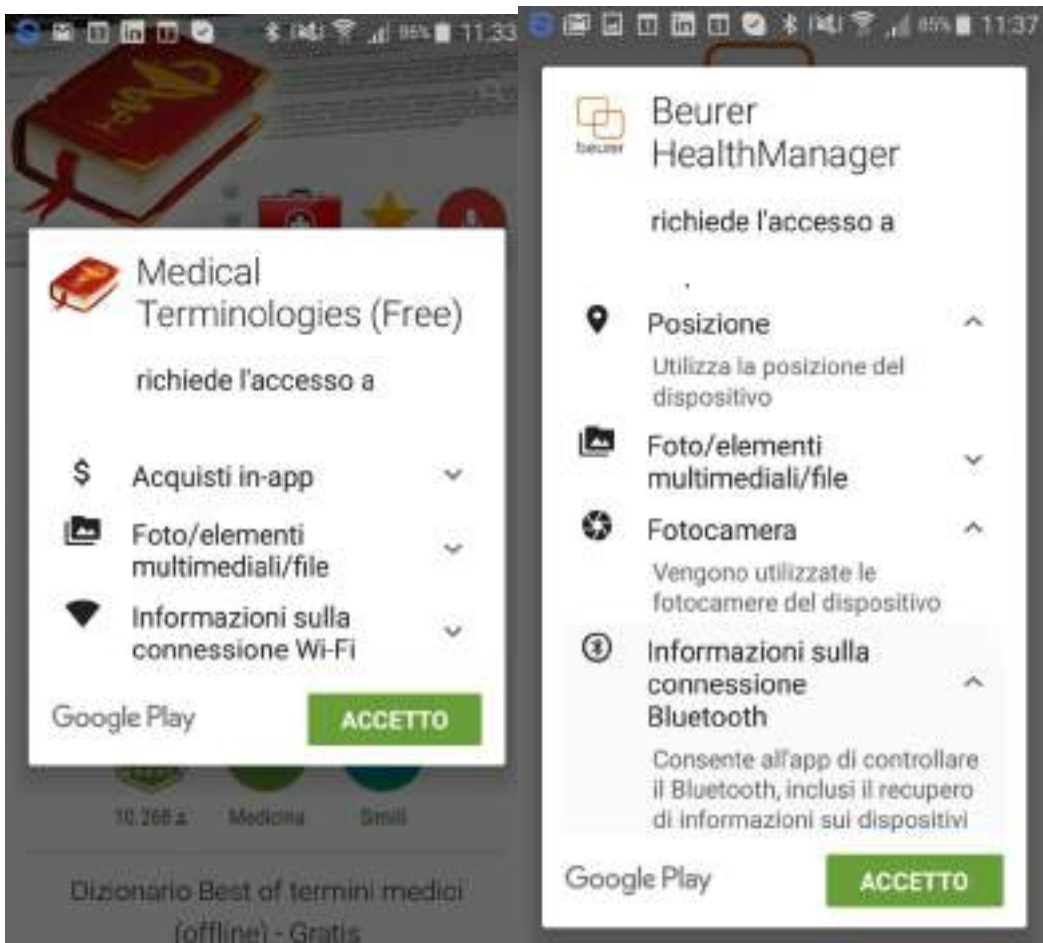 11:33
Medical
Terminologies (Free)
richiede l'accesso a
Acquisti in-app
Foto/elementi
multimediali/file
Informazioni sulla
connessione Wi-Fi
Google Play
ACCETTO
10.268
Medicina
Simili
Dizionario Best of termini medici
(offline) - Gratis
85% 11:37
beurer
Beurer
HealthManager
richiede l'accesso a
Posizione
Utilizza la posizione del
dispositivo
Foto/elementi
multimediali/file
Fotocamera
Vengono utilizzate le
fotocamere del dispositivo
Informazioni sulla
connessione
Bluetooth
Consente all'app di controllare
il Bluetooth, inclusi il recupero
di informazioni sui dispositivi
Google Play
ACCETTO